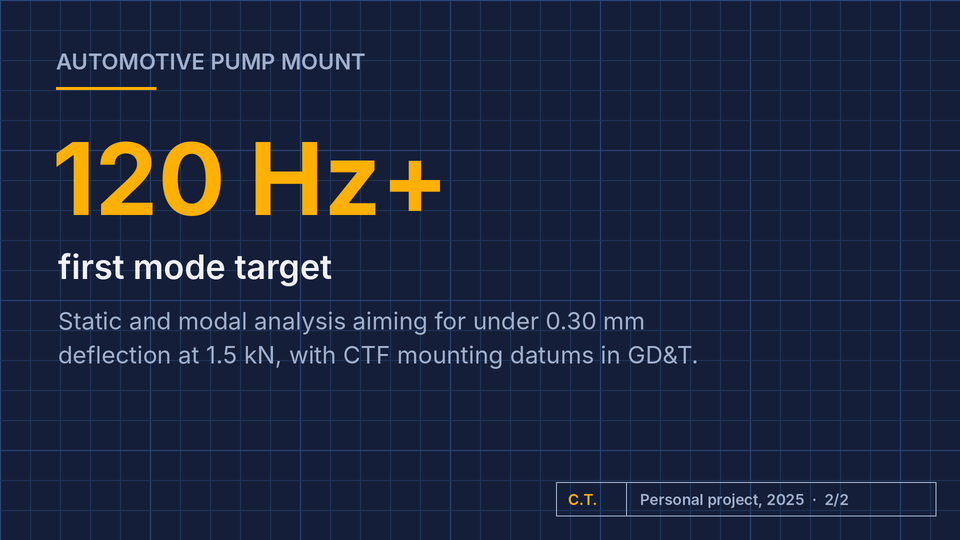 AUTOMOTIVE PUMP MOUNT
120 Hz+
first mode target
Static and modal analysis aiming for under 0.30 mm
deflection at 1.5 kN, with CTF mounting datums in GD&T.
C.T. Personal project, 2025 · 2/2